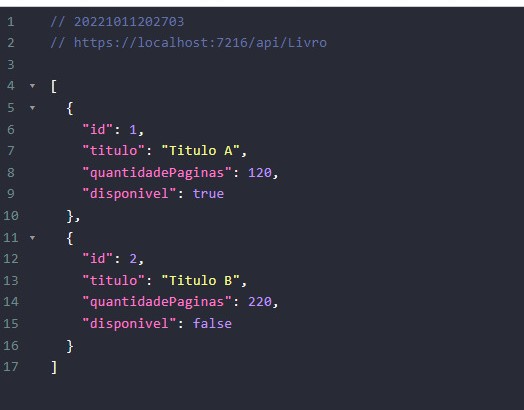 1 // 20221011202703
2 // https://localhost:7216/api/Livro
3
4 [
5 {
6 "id": 1,
7 "titulo": "Titulo A",
8 "quantidadePaginas": 120,
9 "disponivel": true
10 },
11 {
12 "id": 2,
13 "titulo": "Titulo B",
14 "quantidadePaginas": 220,
15 "disponivel": false
16 }
17 ]